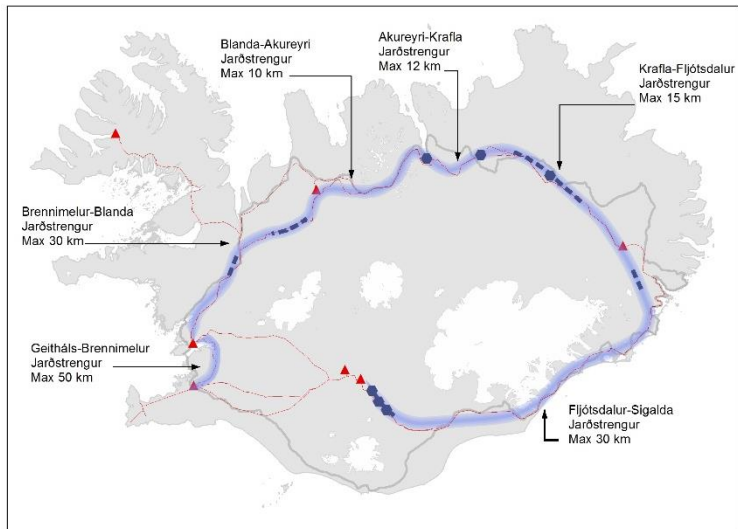 Blanda-Akureyri
Jarðstrengur
Max 10 km
Akureyri-Krafla
Jarðstrengur
Max 12 km
Krafla-Fljótsdalur
Jarðstrengur
Max 15 km
Brennimelur-Blanda
Jarðstrengur
Max 30 km
Geitháls-Brennimelur
Jarðstrengur
Max 50 km
Fljótsdalur-Sigalda
Jarðstrengur
Max 30 km